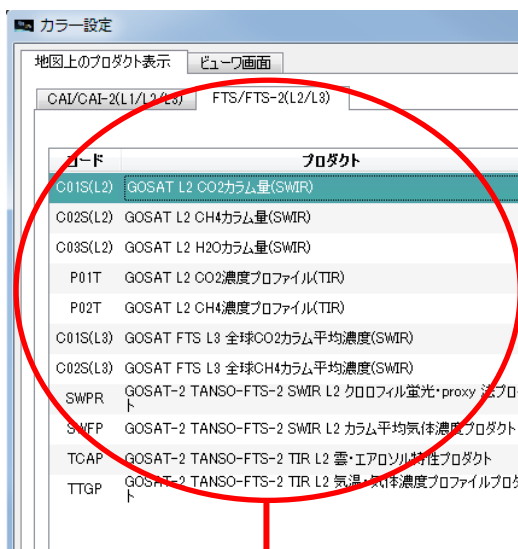 カラー設定
地図上のプロダクト表示 ビューワ画面
CAI/CAI-2(L1/L2/L3) FTS/FTS-2(L2/L3)
コード プロダクト
C01S(L2) GOSAT L2 CO2カラム量(SWIR)
C02S(L2) GOSAT L2 CH4カラム量(SWIR)
C03S(L2) GOSAT L2 H2Oカラム量(SWIR)
P01T GOSAT L2 CO2濃度プロファイル(TIR)
P02T GOSAT L2 CH4濃度プロファイル(TIR)
C01S(L3) GOSAT FTS L3 全球CO2カラム平均濃度(SWIR)
C02S(L3) GOSAT FTS L3 全球CH4カラム平均濃度(SWIR)
SWPR GOSAT-2 TANSO-FTS-2 SWIR L2 クロロフィル蛍光・proxy 法プロ
ト
SWFP GOSAT-2 TANSO-FTS-2 SWIR L2 カラム平均気体濃度プロダクト
TCAP GOSAT-2 TANSO-FTS-2 TIR L2 雲・エアロゾル特性プロダクト
TTGP GOSAT-2 TANSO-FTS-2 TIR L2 気温・気体濃度プロファイルプロダ
ト